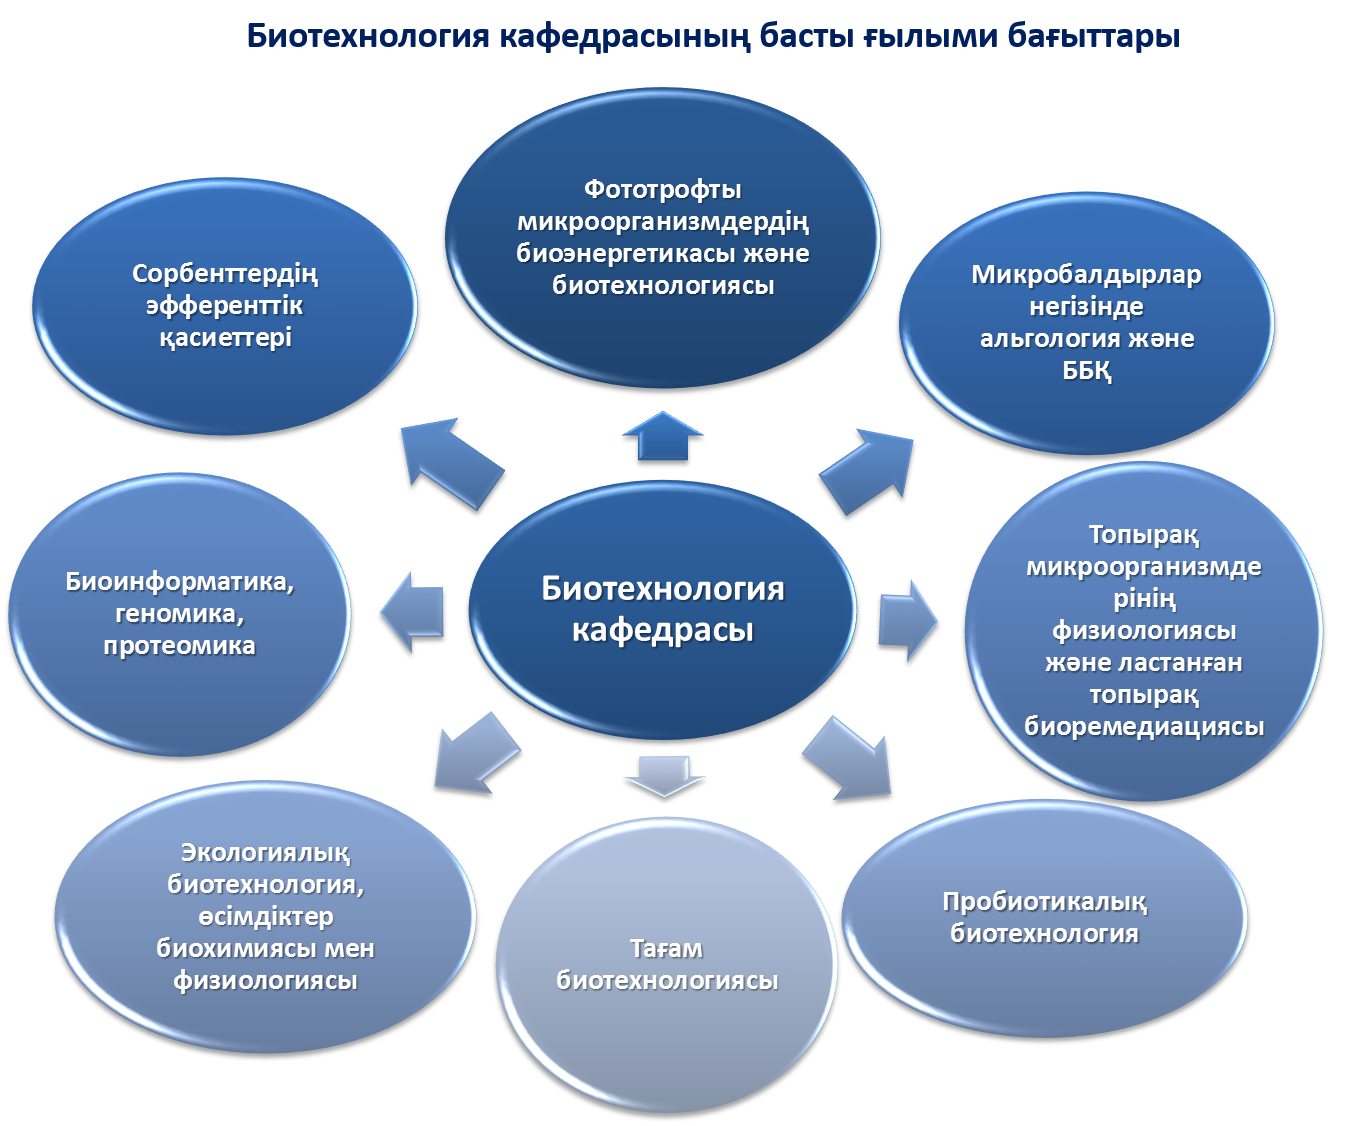 Биотехнология кафедрасының басты ғылыми бағыттары
Фототрофты
микроорганизмдердің
биоэнергетикасы және
биотехнологиясы
Микробалдырлар
негізінде
альгология және
ББҚ
Топырақ
микроорганизмде
рінің
физиологиясы
және ластанған
топырақ
биоремедиациясы
Пробиотикалық
биотехнология
Тағам
биотехнологиясы
Экологиялық
биотехнология,
өсімдіктер
биохимиясы мен
физиологиясы
Биоинформатика,
геномика,
протеомика
Сорбенттердің
эфференттік
қасиеттері
Биотехнология
кафедрасы